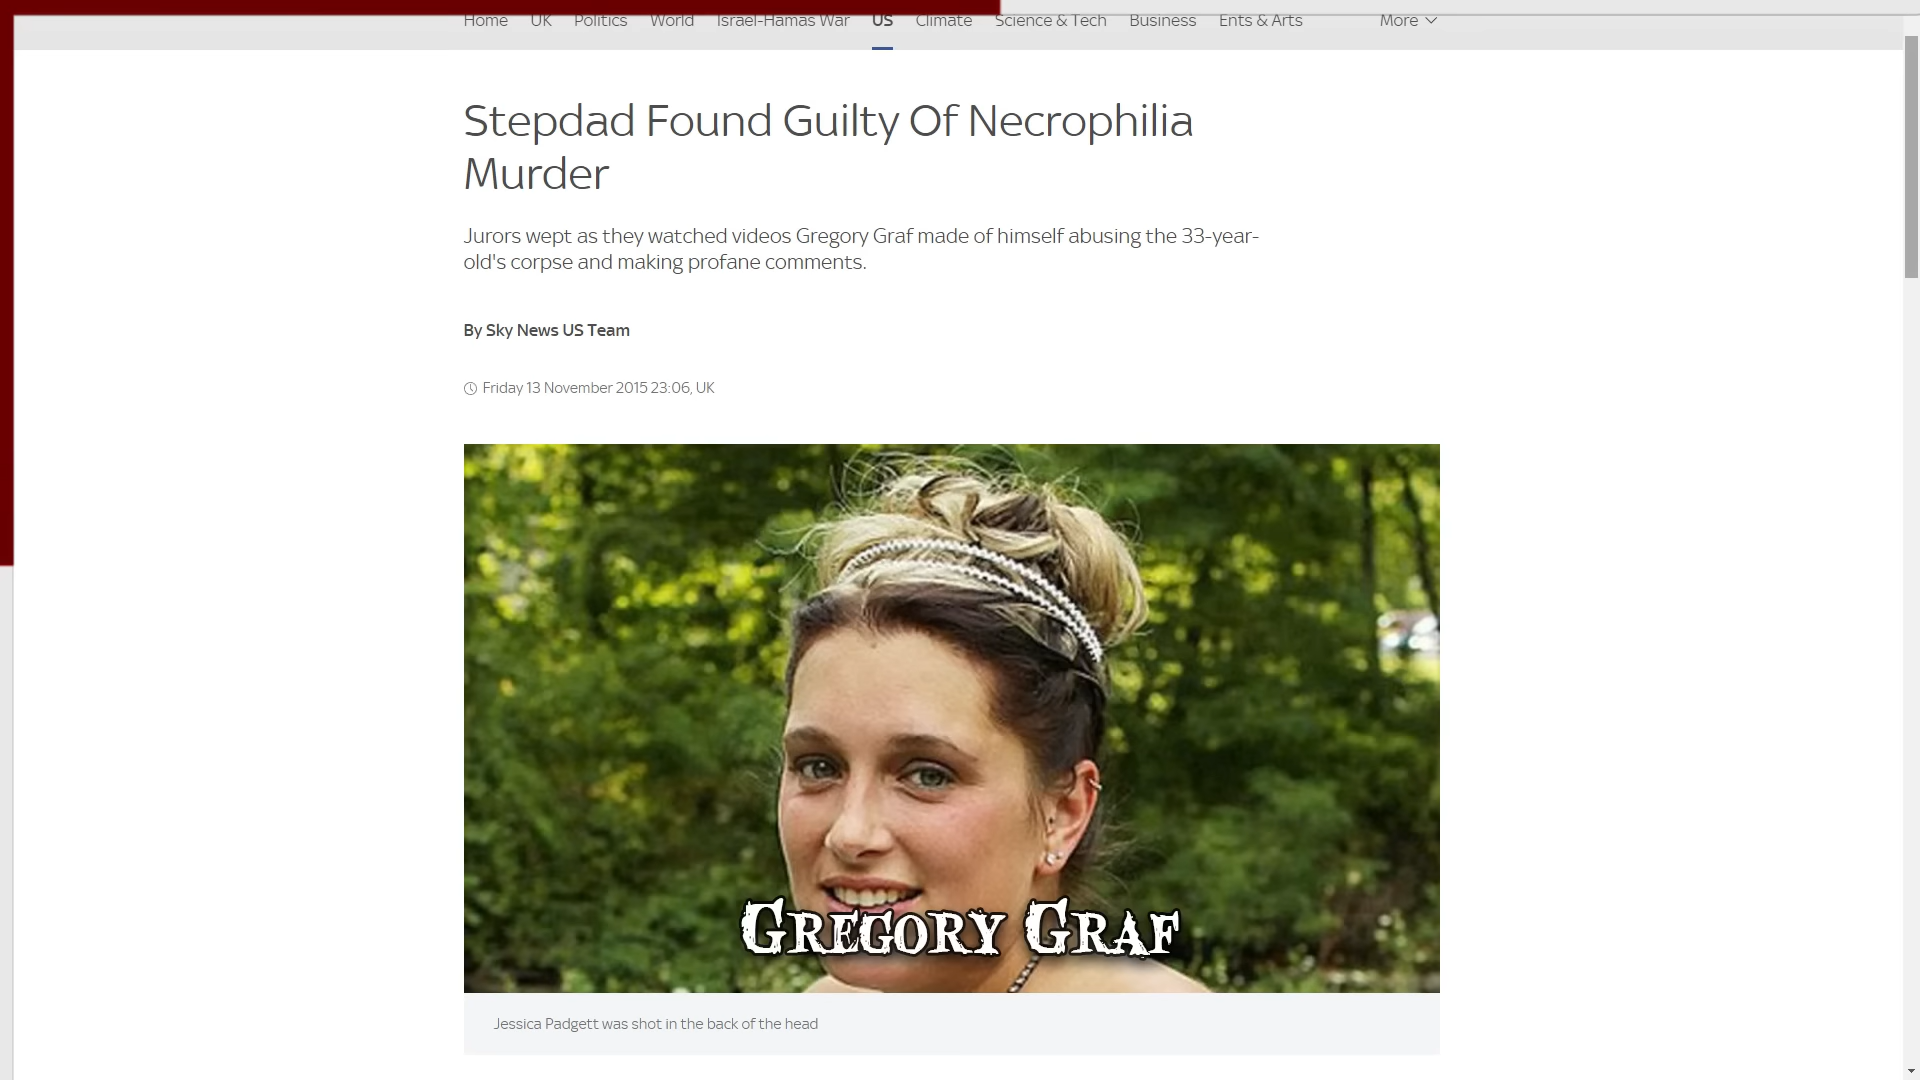 Home UK Politics World Israel-Hamas War US Climate Science & Tech Business Ents & Arts More
Stepdad Found Guilty Of Necrophilia
Murder
Jurors wept as they watched videos Gregory Graf made of himself abusing the 33-year-
old's corpse and making profane comments.
By Sky News US Team
Friday 13 November 2015 23:06, UK
Gregory Graf
Jessica Padgett was shot in the back of the head